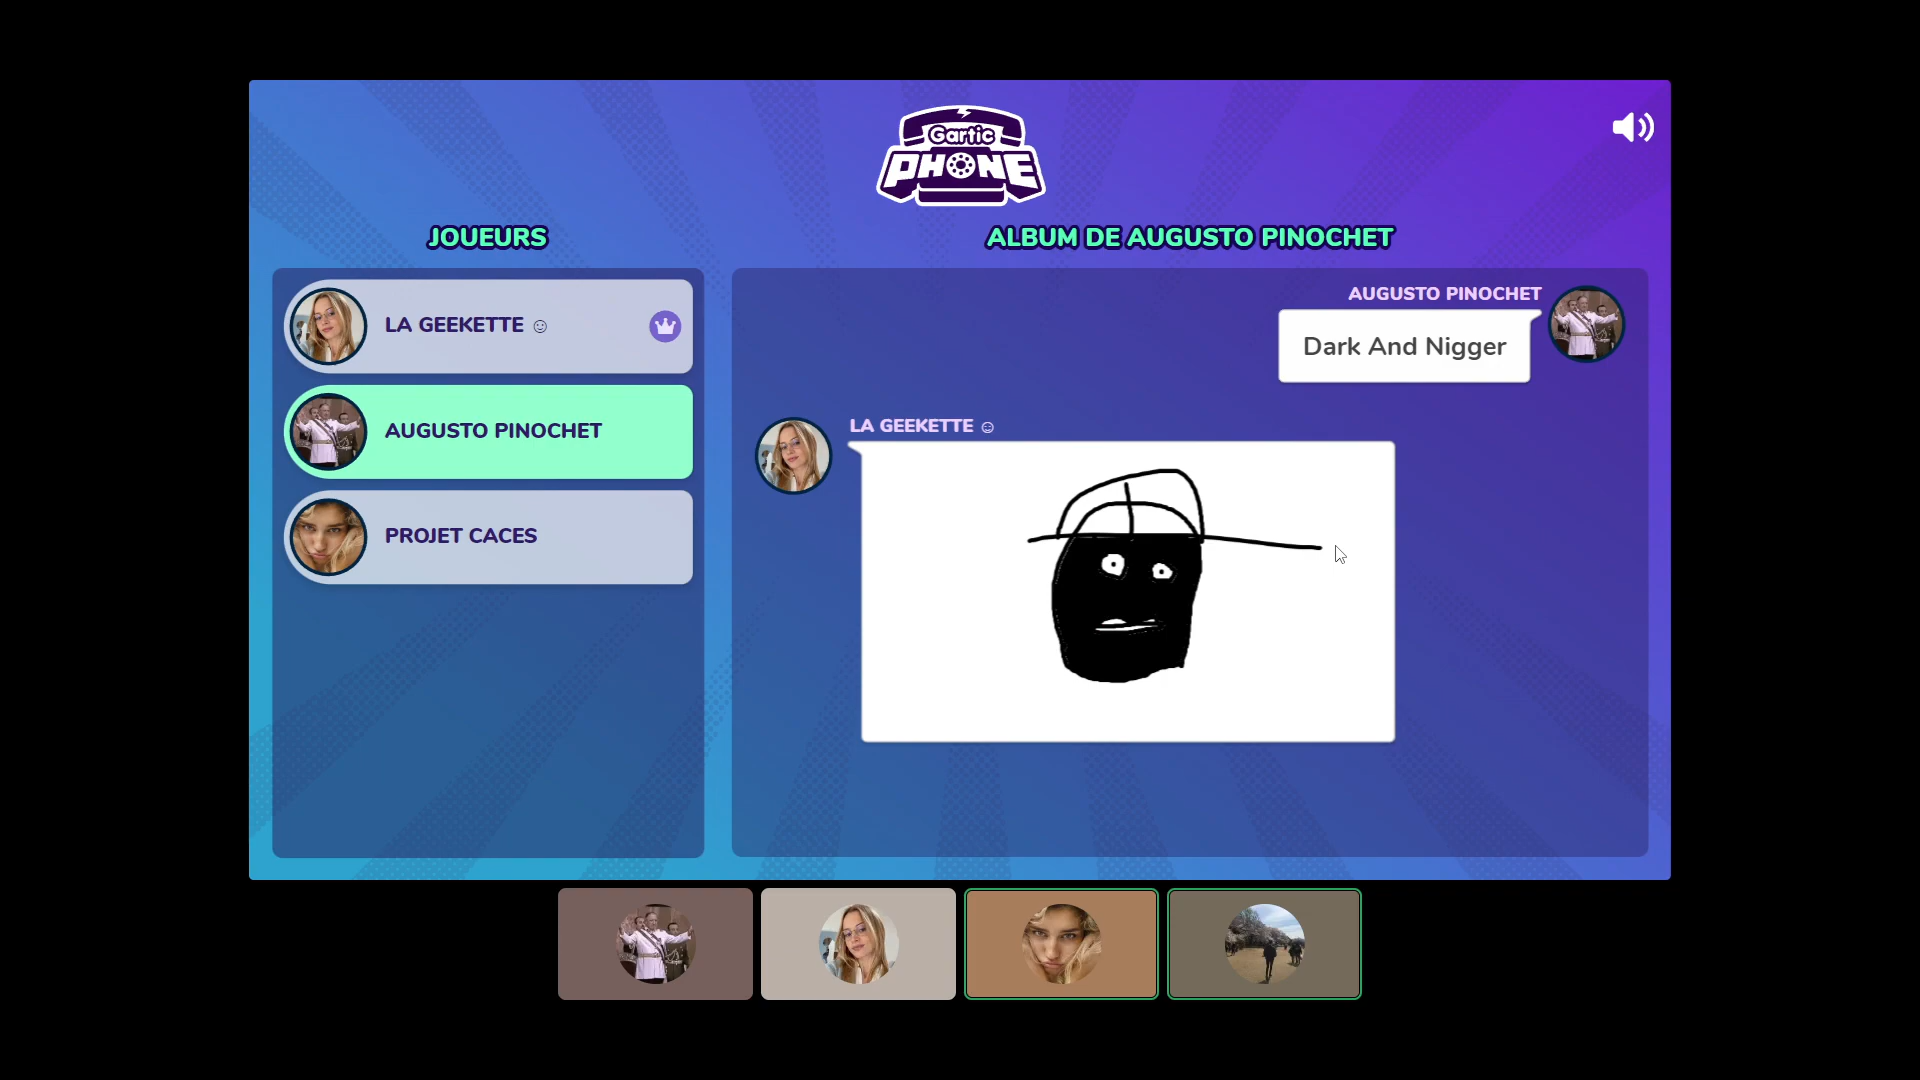 Gartic
PHONE
JOUEURS
ALBUM DE AUGUSTO PINOCHET
LA GEEKETTE ☺
AUGUSTO PINOCHET
PROJET CACES
AUGUSTO PINOCHET
Dark And Nigger
LA GEEKETTE ☺